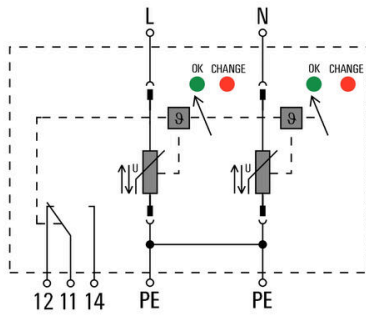 L N
OK CHANGE OK CHANGE
ϑ ϑ
U U
12 11 14 PE PE